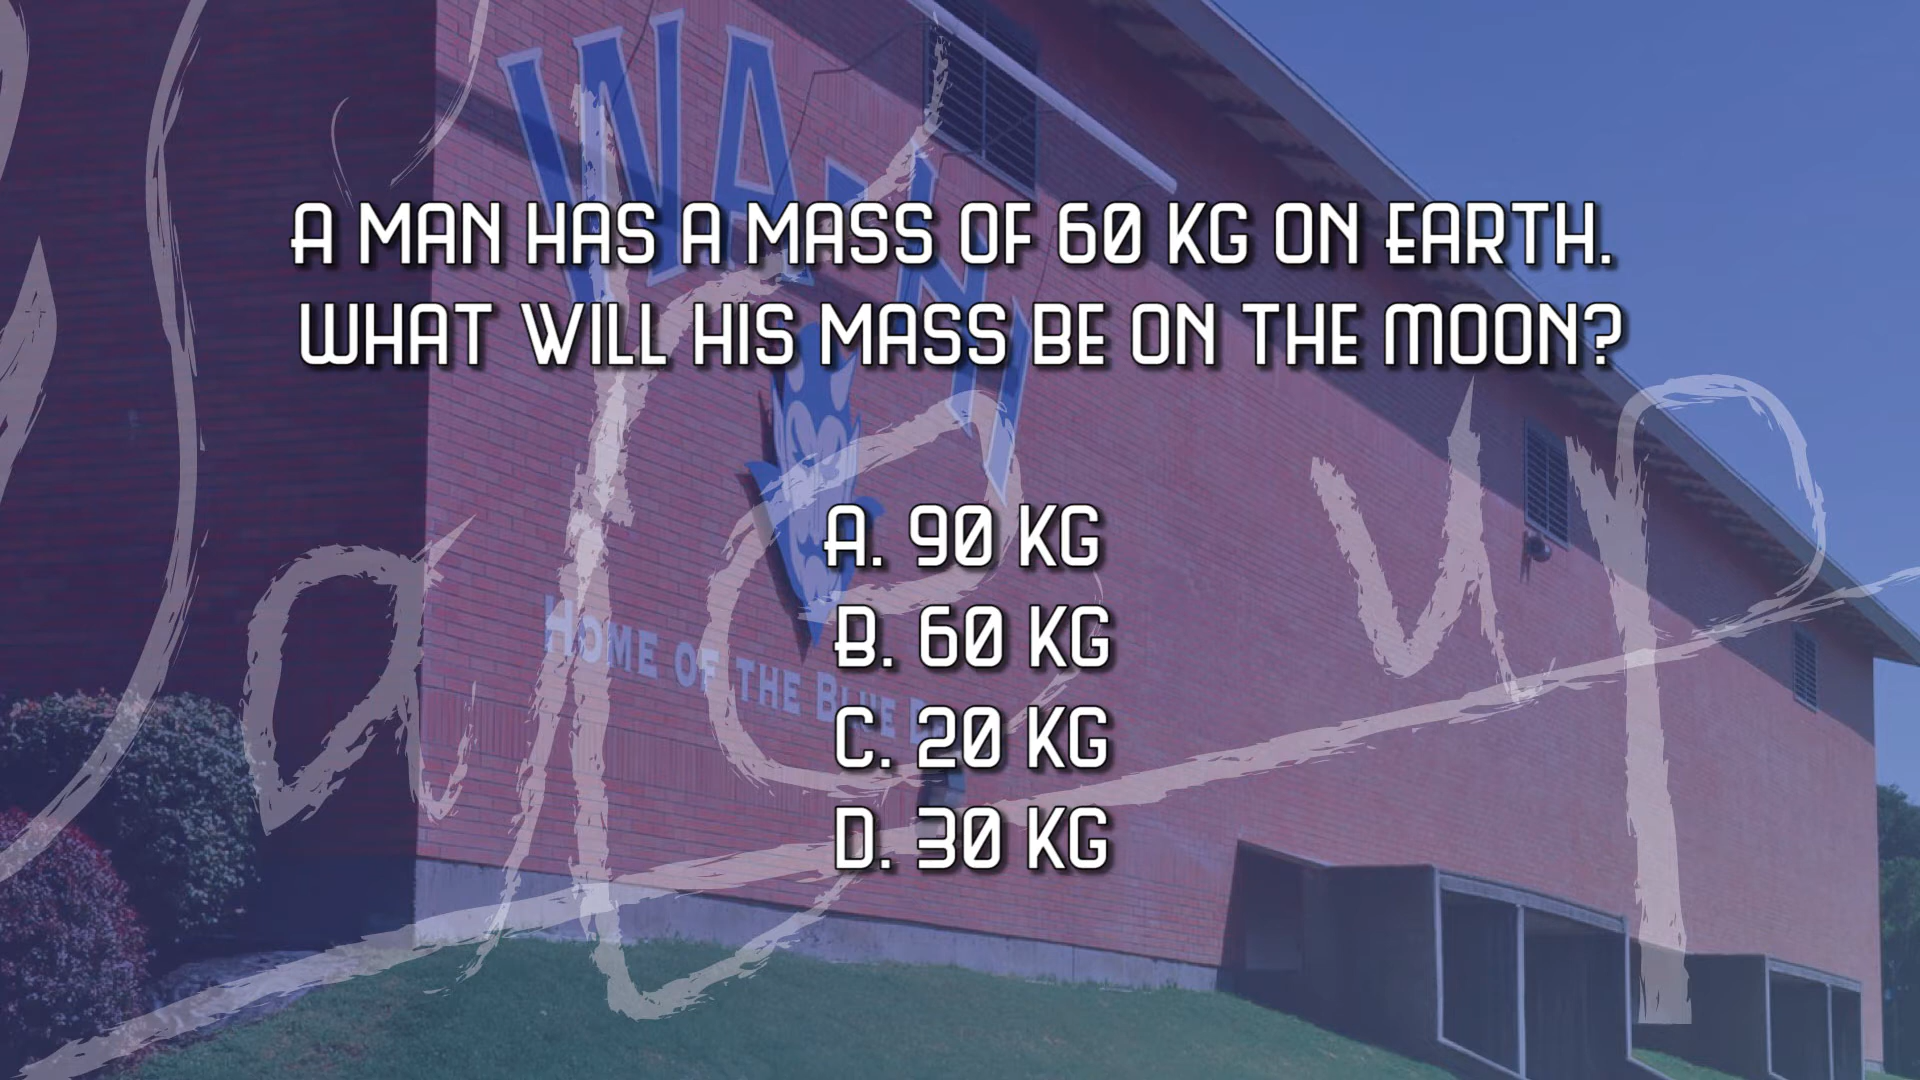 A MAN HAS A MASS OF 60 KG ON EARTH.
WHAT WILL HIS MASS BE ON THE MOON?
A. 90 KG
B. 60 KG
C. 20 KG
D. 30 KG
HOME OF THE BLUE